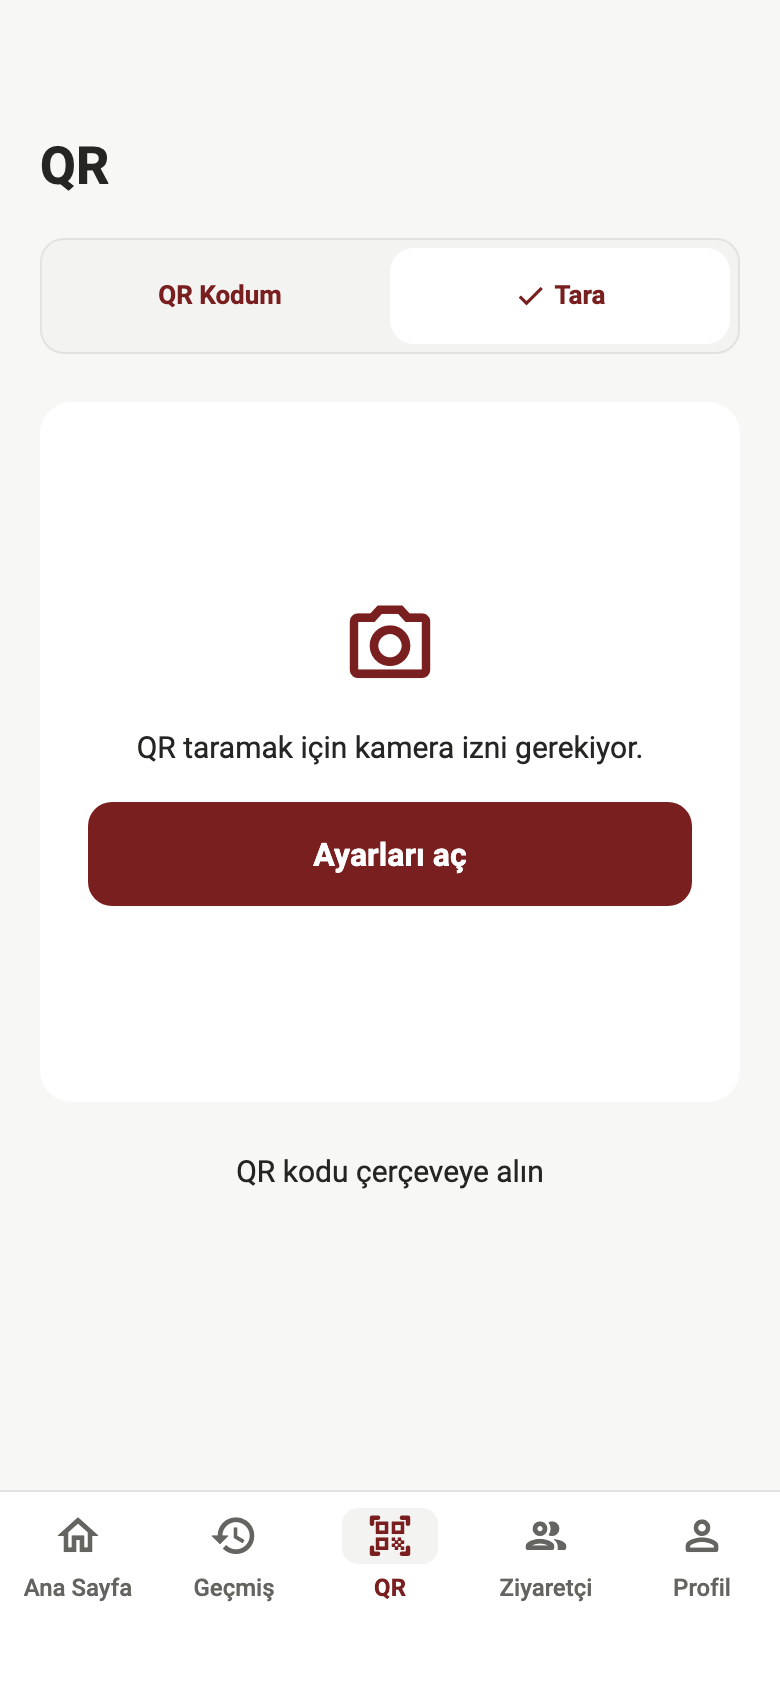 QR
QR Kodum
Tara
QR taramak için kamera izni gerekiyor.
Ayarları aç
QR kodu çerçeveye alın
Ana Sayfa
Geçmiş
QR
Ziyaretçi
Profil